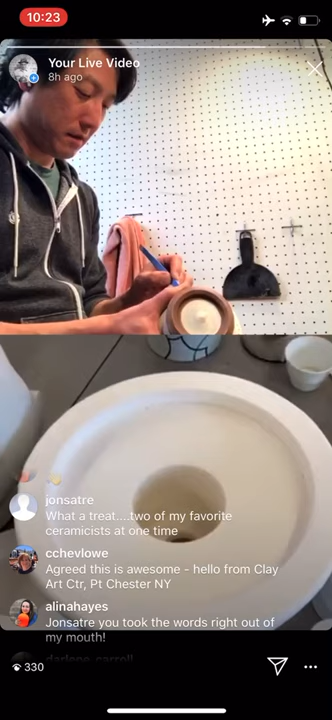 10:23
Your Live Video
8h ago
jonsatre
What a treat....two of my favorite
ceramicists at one time
cchevlowe
Agreed this is awesome - hello from Clay
Art Ctr, Pt Chester NY
alinahayes
Jonsatre you took the words right out of
my mouth!
darlene_carroll
330